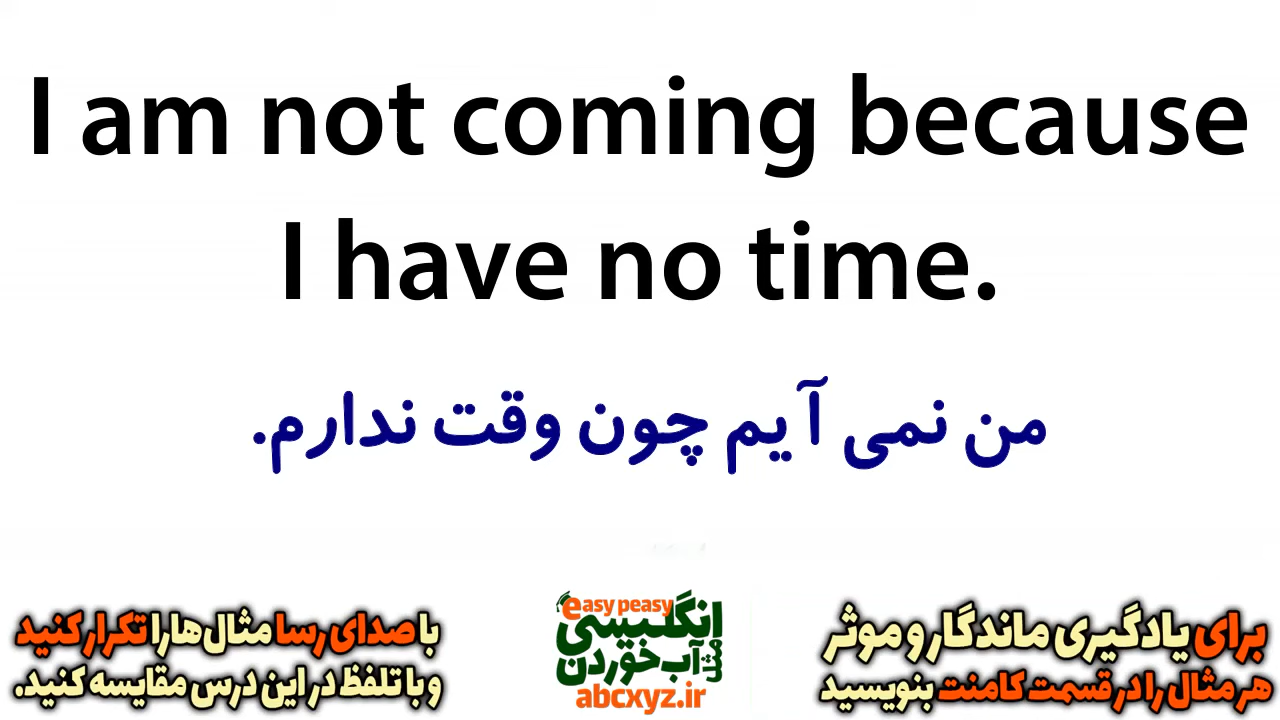 I am not coming because
I have no time.
من نمی آیم چون وقت ندارم.
برای یادگیری ماندگار و موثر
هر مثال را در قسمت کامنت بنویسید
easy peasy
انگلیسی
مثل آب خوردن
abcxyz.ir
با صدای رسا مثال‌ها را تکرار کنید
و با تلفظ در این درس مقایسه کنید.